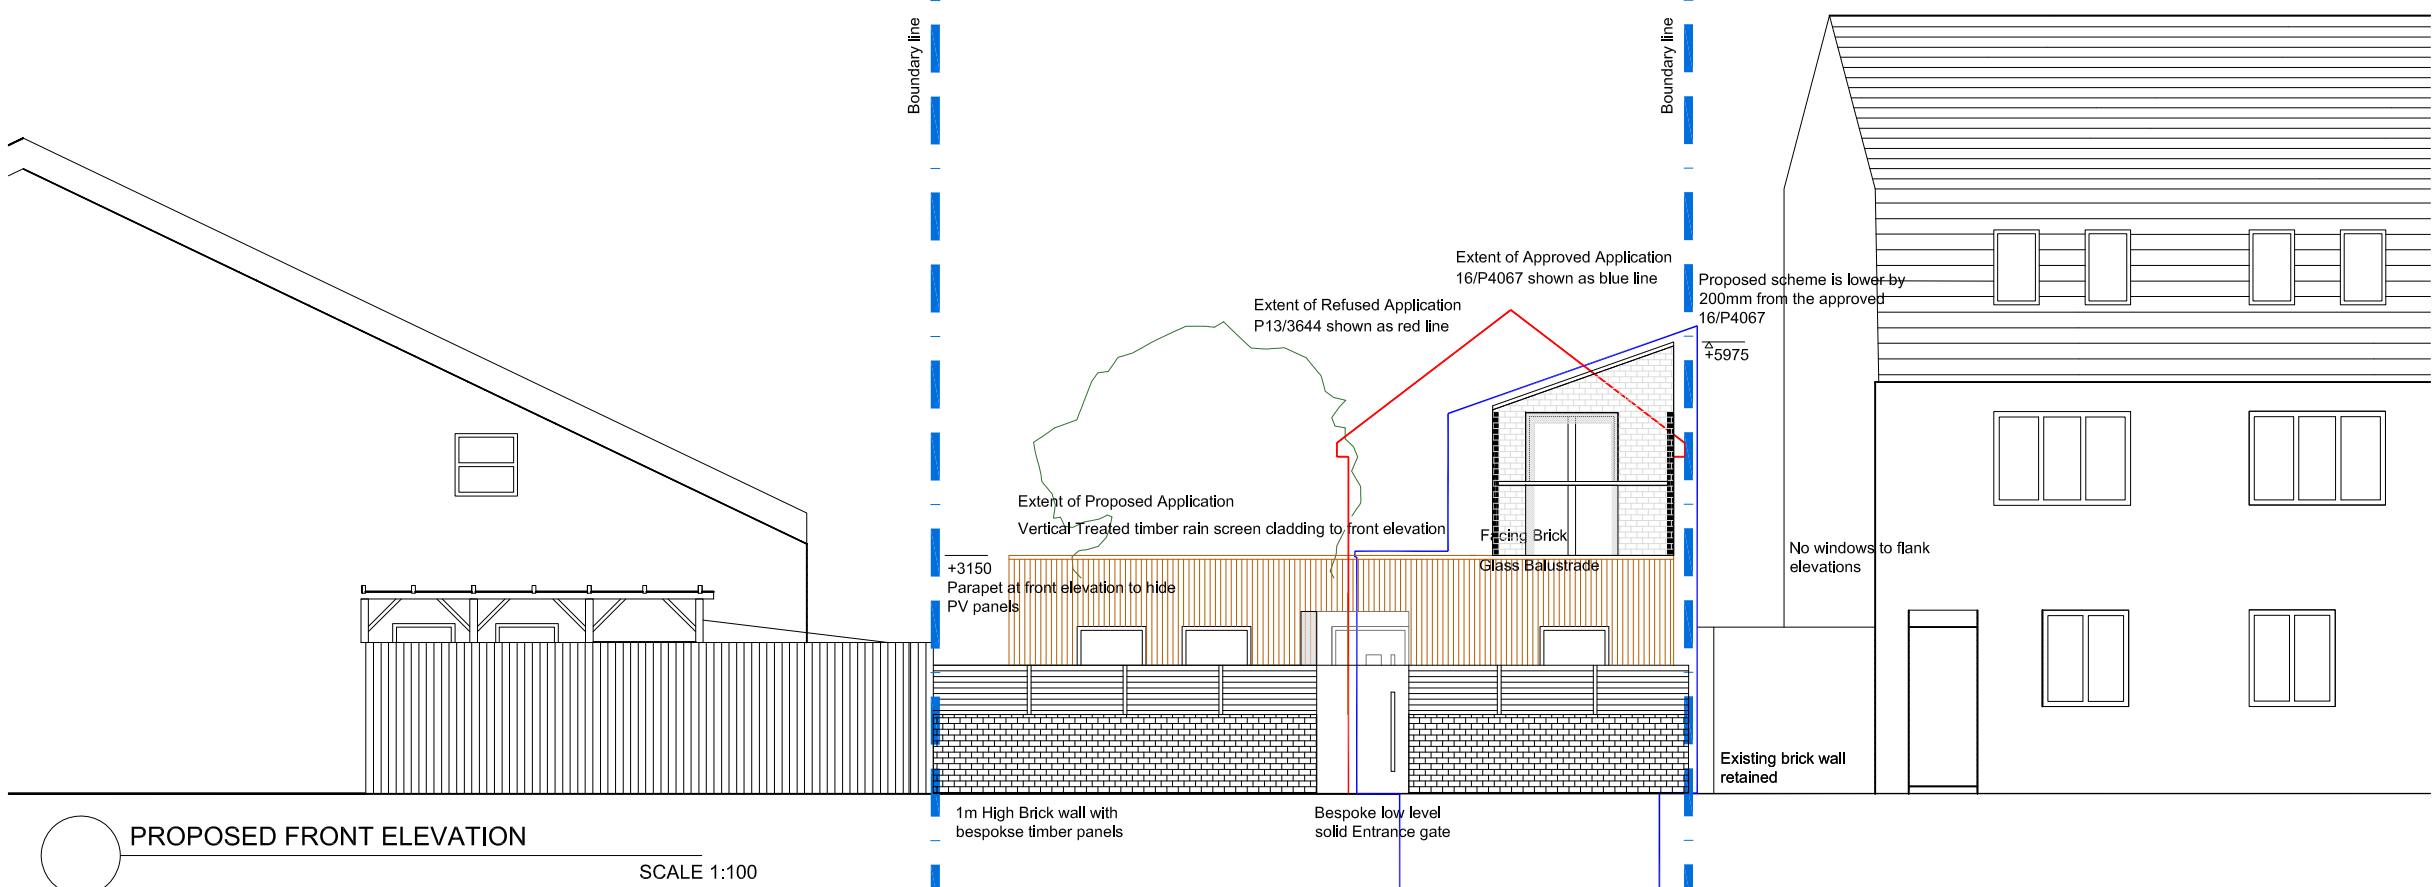 Boundary line
Boundary line
Extent of Approved Application
16/P4067 shown as blue line
Proposed scheme is lower by
200mm from the approved
16/P4067
Extent of Refused Application
P13/3644 shown as red line
+5975
Extent of Proposed Application
Vertical Treated timber rain screen cladding to front elevation
Facing Brick
Glass Balustrade
+3150
Parapet at front elevation to hide
PV panels
No windows to flank
elevations
Existing brick wall
retained
1m High Brick wall with
bespokse timber panels
Bespoke low level
solid Entrance gate
PROPOSED FRONT ELEVATION
SCALE 1:100